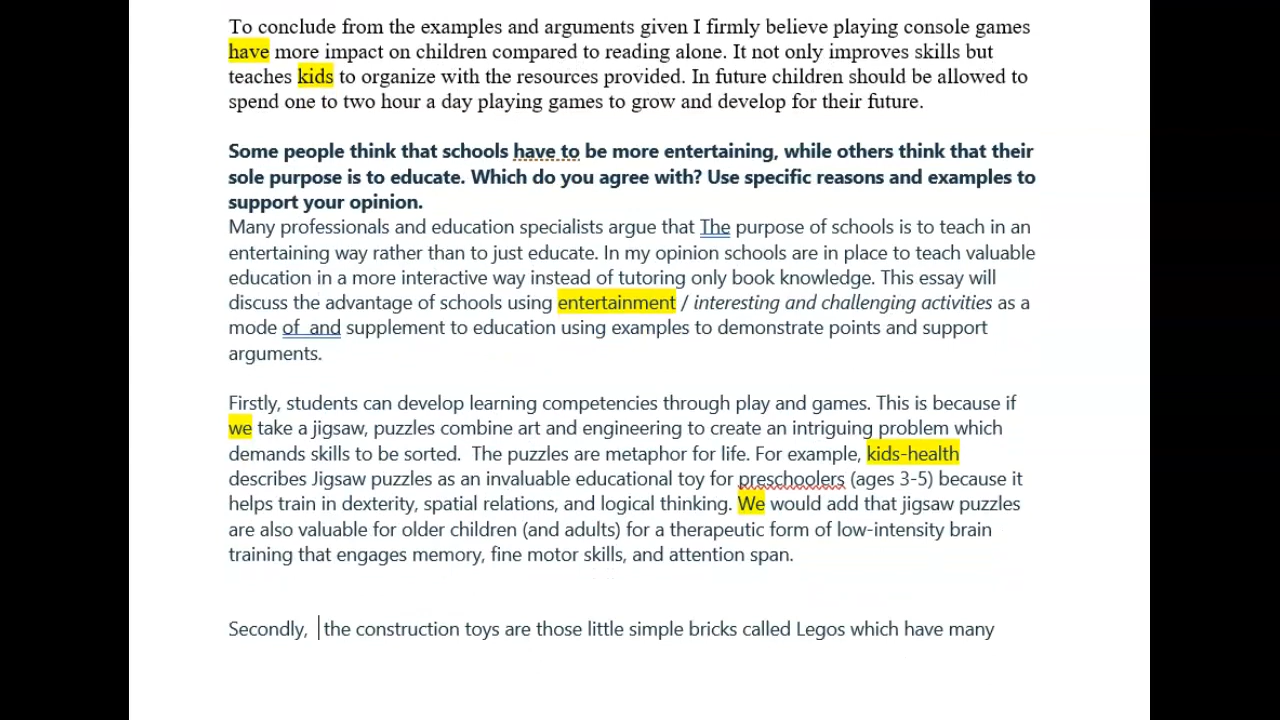 To conclude from the examples and arguments given I firmly believe playing console games
have more impact on children compared to reading alone. It not only improves skills but
teaches kids to organize with the resources provided. In future children should be allowed to
spend one to two hour a day playing games to grow and develop for their future.
Some people think that schools have to be more entertaining, while others think that their
sole purpose is to educate. Which do you agree with? Use specific reasons and examples to
support your opinion.
Many professionals and education specialists argue that The purpose of schools is to teach in an
entertaining way rather than to just educate. In my opinion schools are in place to teach valuable
education in a more interactive way instead of tutoring only book knowledge. This essay will
discuss the advantage of schools using entertainment / interesting and challenging activities as a
mode of  and supplement to education using examples to demonstrate points and support
arguments.
Firstly, students can develop learning competencies through play and games. This is because if
we take a jigsaw, puzzles combine art and engineering to create an intriguing problem which
demands skills to be sorted.  The puzzles are metaphor for life. For example, kids-health
describes Jigsaw puzzles as an invaluable educational toy for preschoolers (ages 3-5) because it
helps train in dexterity, spatial relations, and logical thinking. We would add that jigsaw puzzles
are also valuable for older children (and adults) for a therapeutic form of low-intensity brain
training that engages memory, fine motor skills, and attention span.
Secondly,  the construction toys are those little simple bricks called Legos which have many